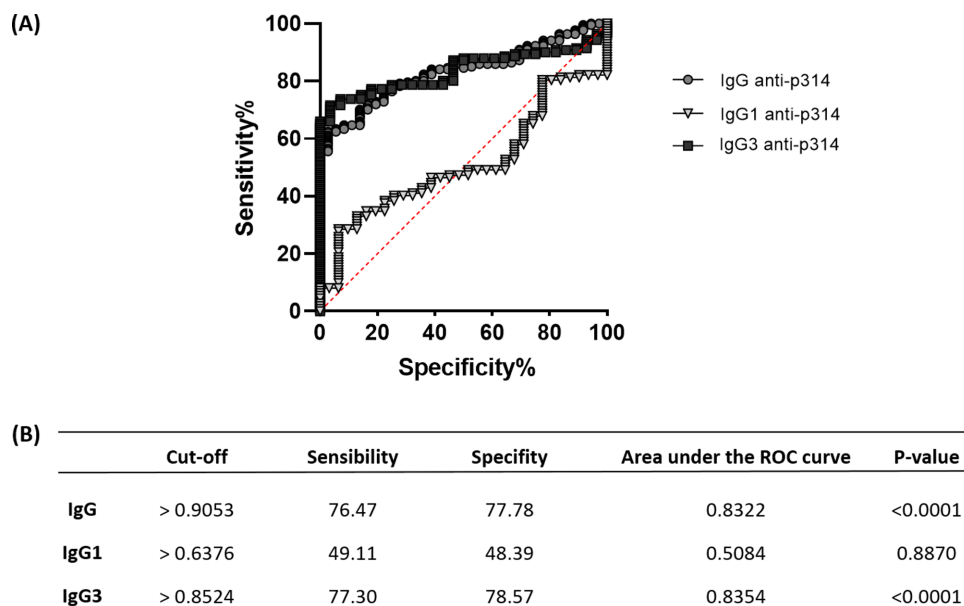 (A)
100
80
60
40
20
0
Sensitivity%
0 20 40 60 80 100
Specificity%
IgG anti-p314
IgG1 anti-p314
IgG3 anti-p314
(B)
Cut-off Sensibility Specifity Area under the ROC curve P-value
IgG > 0.9053 76.47 77.78 0.8322 <0.0001
IgG1 > 0.6376 49.11 48.39 0.5084 0.8870
IgG3 > 0.8524 77.30 78.57 0.8354 <0.0001